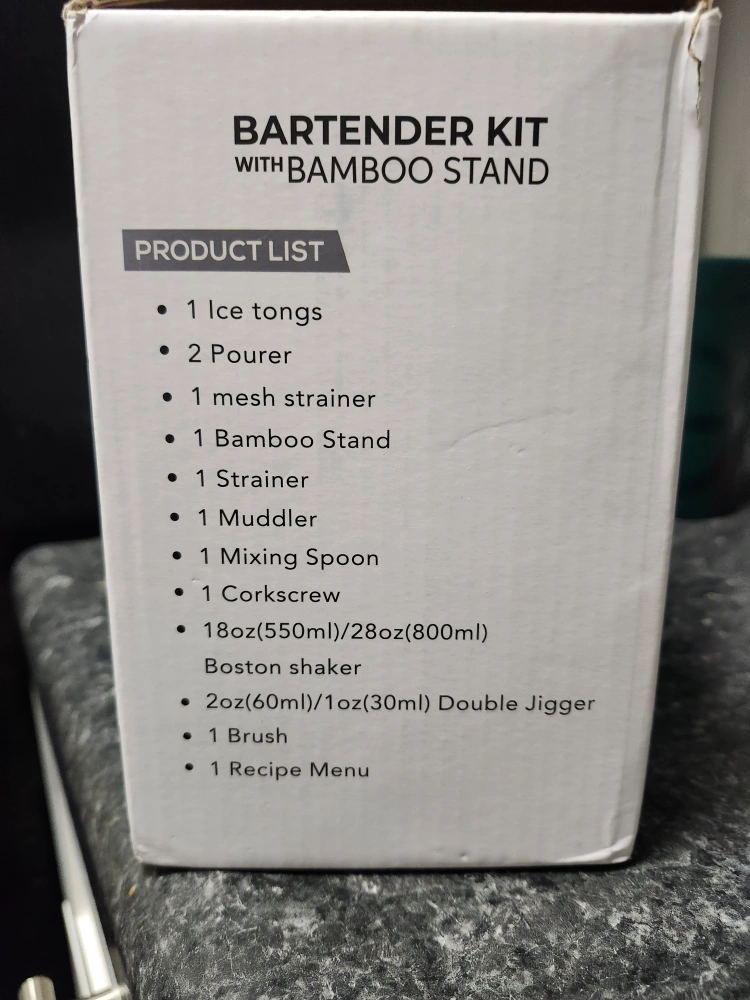 BARTENDER KIT
WITH BAMBOO STAND
PRODUCT LIST
• 1 Ice tongs
• 2 Pourer
• 1 mesh strainer
• 1 Bamboo Stand
• 1 Strainer
• 1 Muddler
• 1 Mixing Spoon
• 1 Corkscrew
• 18oz(550ml)/28oz(800ml)
Boston shaker
• 2oz(60ml)/1oz(30ml) Double Jigger
• 1 Brush
• 1 Recipe Menu